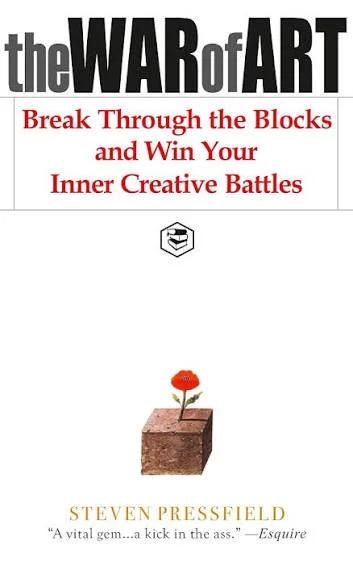 theWARofART
Break Through the Blocks
and Win Your
Inner Creative Battles
STEVEN PRESSFIELD
“A vital gem...a kick in the ass.” —Esquire